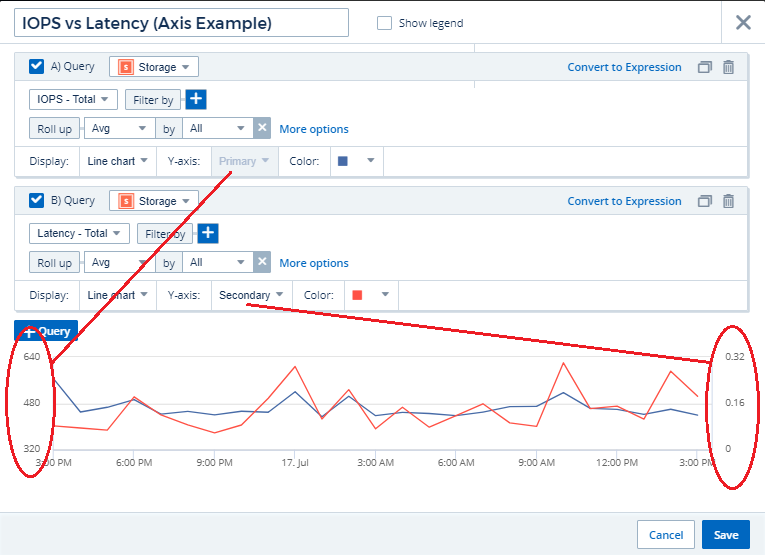 IOPS vs Latency (Axis Example) Show legend
A) Query S Storage Convert to Expression
IOPS - Total Filter by +
Roll up Avg by All × More options
Display: Line chart Y-axis: Primary Color:
B) Query S Storage Convert to Expression
Latency - Total Filter by +
Roll up Avg by All × More options
Display: Line chart Y-axis: Secondary Color:
+ Query
640 0.32
480 0.16
320 0
3:00 PM 6:00 PM 9:00 PM 17. Jul 3:00 AM 6:00 AM 9:00 AM 12:00 PM 3:00 PM
Cancel Save